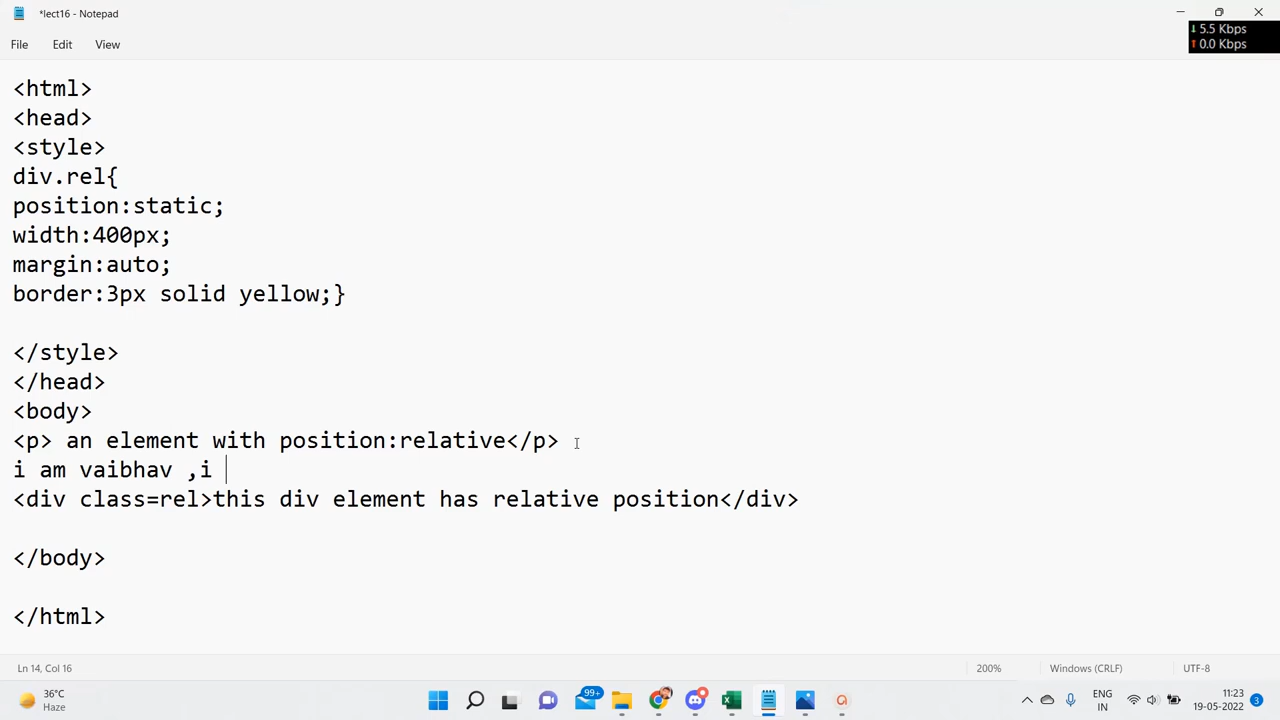 *lect16 - Notepad
↓ 5.5 Kbps
↑ 0.0 Kbps
File Edit View
<html>
<head>
<style>
div.rel{
position:static;
width:400px;
margin:auto;
border:3px solid yellow;}
</style>
</head>
<body>
<p> an element with position:relative</p>
i am vaibhav ,i
<div class=rel>this div element has relative position</div>
</body>
</html>
Ln 14, Col 16 200% Windows (CRLF) UTF-8
99+
36°C
Haze
ENG
IN
11:23
19-05-2022
3